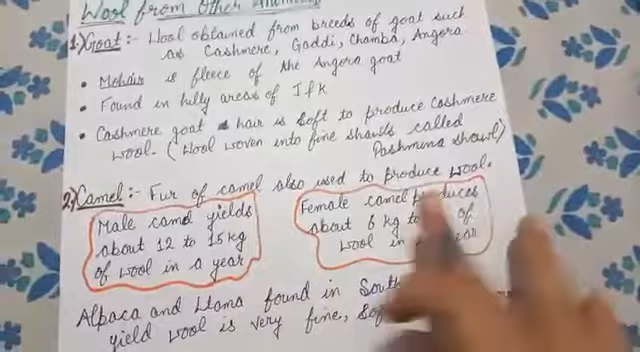 Wool from Other Animals
1.) Goat :- Wool obtained from breeds of goat such
as Cashmere, Gaddi, Chamba, Angora.
• Mohair is fleece of the Angora goat
• Found in hilly areas of J&K
• Cashmere goat hair is soft to produce Cashmere
wool. (Wool woven into fine shawls called
Pashmina Shawl)
2.) Camel :- Fur of camel also used to produce wool.
Male camel yields
about 12 to 15 kg
of wool in a year
Female camel produces
about 6 kg to of
wool in year
Alpaca and Llama found in South
yield wool is very fine,